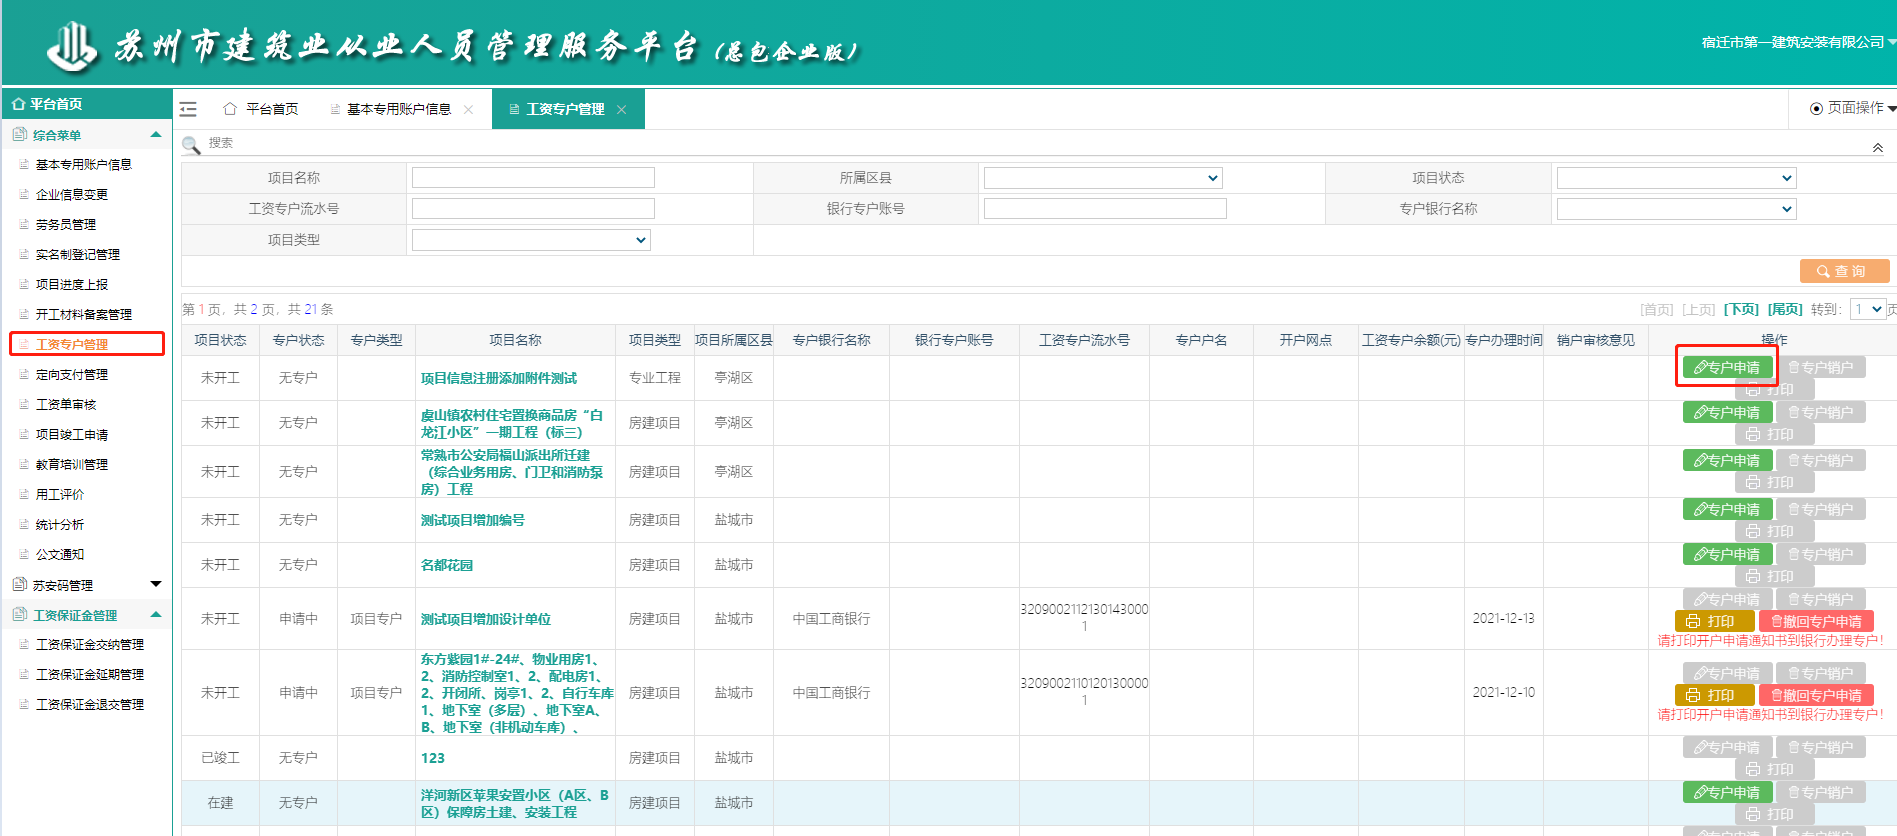 苏州市建筑业从业人员管理服务平台(总包企业版)
宿迁市第一建筑安装有限公司
平台首页
综合菜单
基本专用账户信息
企业信息变更
劳务员管理
实名制登记管理
项目进度上报
开工材料备案管理
工资专户管理
定向支付管理
工资单审核
项目竣工申请
教育培训管理
用工评价
统计分析
公文通知
苏安码管理
工资保证金管理
工资保证金交纳管理
工资保证金延期管理
工资保证金退交管理
平台首页 基本专用账户信息 工资专户管理 页面操作
搜索
项目名称 所属区县 项目状态
工资专户流水号 银行专户账号 专户银行名称
项目类型
查 询
第 1 页，共 2 页，共 21 条 [首页] [上页] [下页] [尾页] 转到: 1 页
项目状态 专户状态 专户类型 项目名称 项目类型 项目所属区县 专户银行名称 银行专户账号 工资专户流水号 专户户名 开户网点 工资专户余额(元) 专户办理时间 销户审核意见 操作
未开工 无专户 项目信息注册添加附件测试 专业工程 亭湖区 专户申请 专户销户
打印
未开工 无专户 虞山镇农村住宅置换商品房“白
龙江小区”一期工程（标三） 房建项目 亭湖区 专户申请 专户销户
打印
未开工 无专户 常熟市公安局福山派出所迁建
（综合业务用房、门卫和消防泵
房）工程 房建项目 亭湖区 专户申请 专户销户
打印
未开工 无专户 测试项目增加编号 房建项目 盐城市 专户申请 专户销户
打印
未开工 无专户 名都花园 房建项目 盐城市 专户申请 专户销户
打印
未开工 申请中 项目专户 测试项目增加设计单位 房建项目 盐城市 中国工商银行 3209002112130143000
1 2021-12-13 专户申请 专户销户
打印 撤回专户申请
请打印开户申请通知书到银行办理专户!
未开工 申请中 项目专户 东方紫园1#-24#、物业用房1、
2、消防控制室1、2、配电房1、
2、开闭所、岗亭1、2、自行车库
1、地下室（多层）、地下室A、
B、地下室（非机动车库）、 房建项目 盐城市 中国工商银行 3209002110120130000
1 2021-12-10 专户申请 专户销户
打印 撤回专户申请
请打印开户申请通知书到银行办理专户!
已竣工 无专户 123 房建项目 盐城市 专户申请 专户销户
打印
在建 无专户 洋河新区苹果安置小区（A区、B
区）保障房土建、安装工程 房建项目 盐城市 专户申请 专户销户
打印